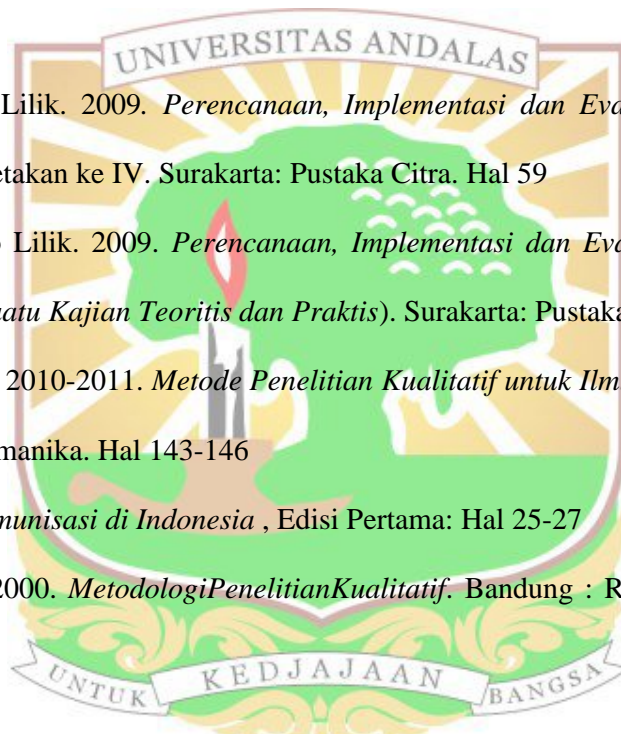 UNIVERSITAS ANDALAS
Lilik. 2009. Perencanaan, Implementasi dan Eva
etakan ke IV. Surakarta: Pustaka Citra. Hal 59
Lilik. 2009. Perencanaan, Implementasi dan Eva
uatu Kajian Teoritis dan Praktis). Surakarta: Pustaka
2010-2011. Metode Penelitian Kualitatif untuk Ilm
manika. Hal 143-146
munisasi di Indonesia , Edisi Pertama: Hal 25-27
2000. MetodologiPenelitianKualitatif. Bandung : R
UNTUK KEDJAJAAN BANGSA